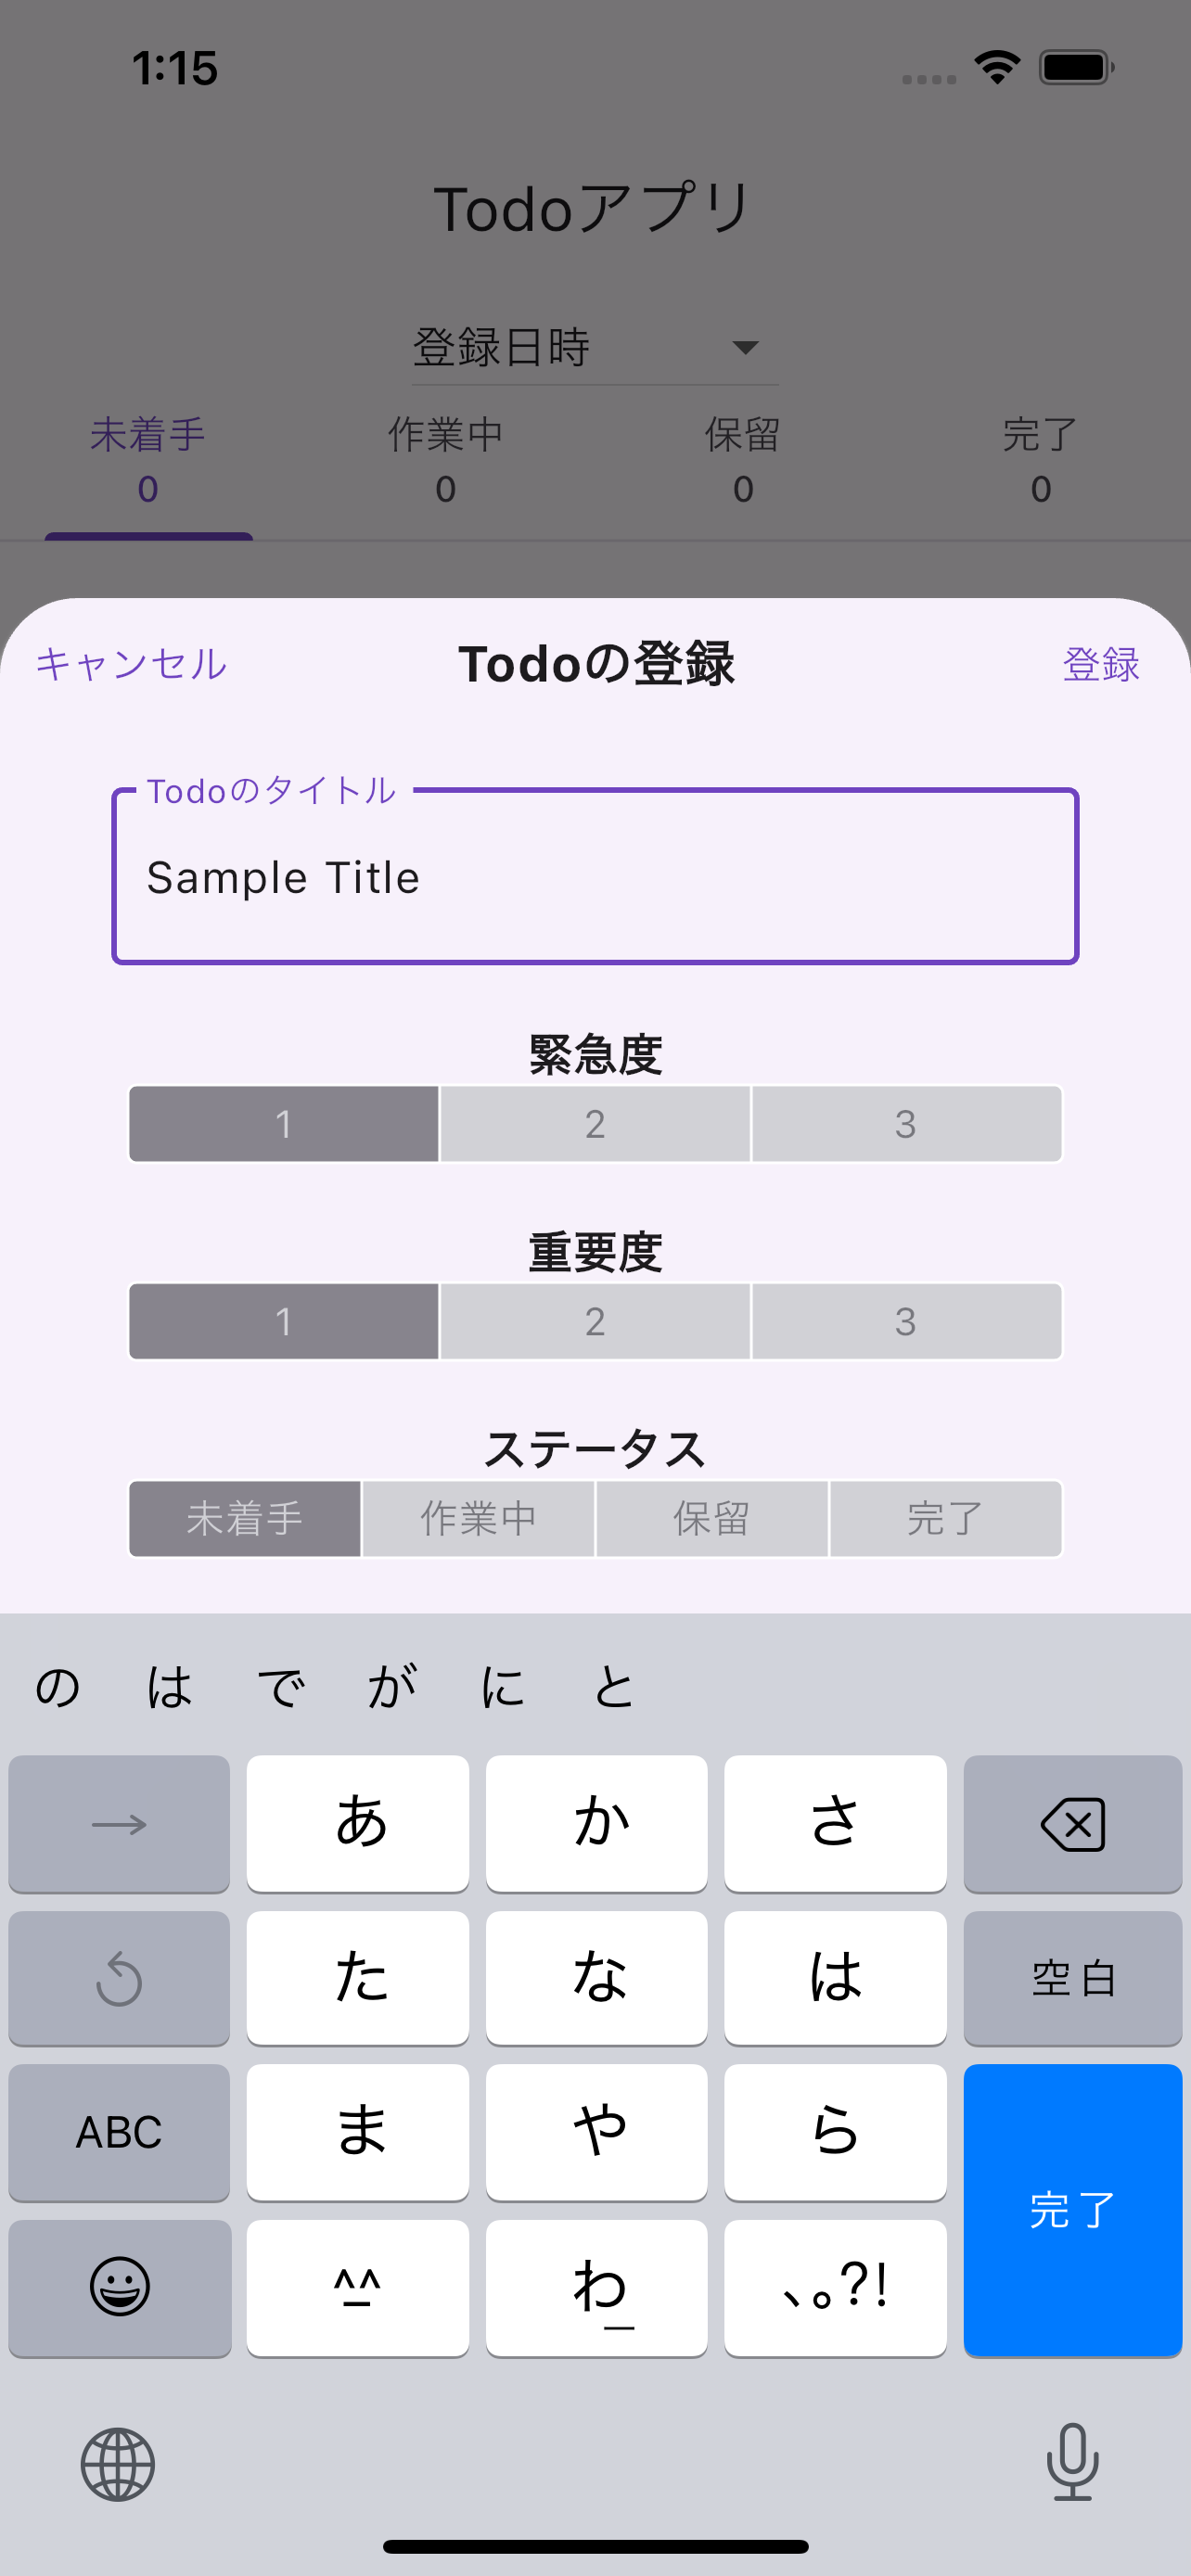 1:15
Todoアプリ
登録日時
未着手 作業中 保留 完了
0 0 0 0
キャンセル Todoの登録 登録
Todoのタイトル
Sample Title
緊急度
1 2 3
重要度
1 2 3
ステータス
未着手 作業中 保留 完了
の は で が に と
→ あ か さ
た な は 空白
ABC ま や ら
完了
^_^ わ_ 、。?!